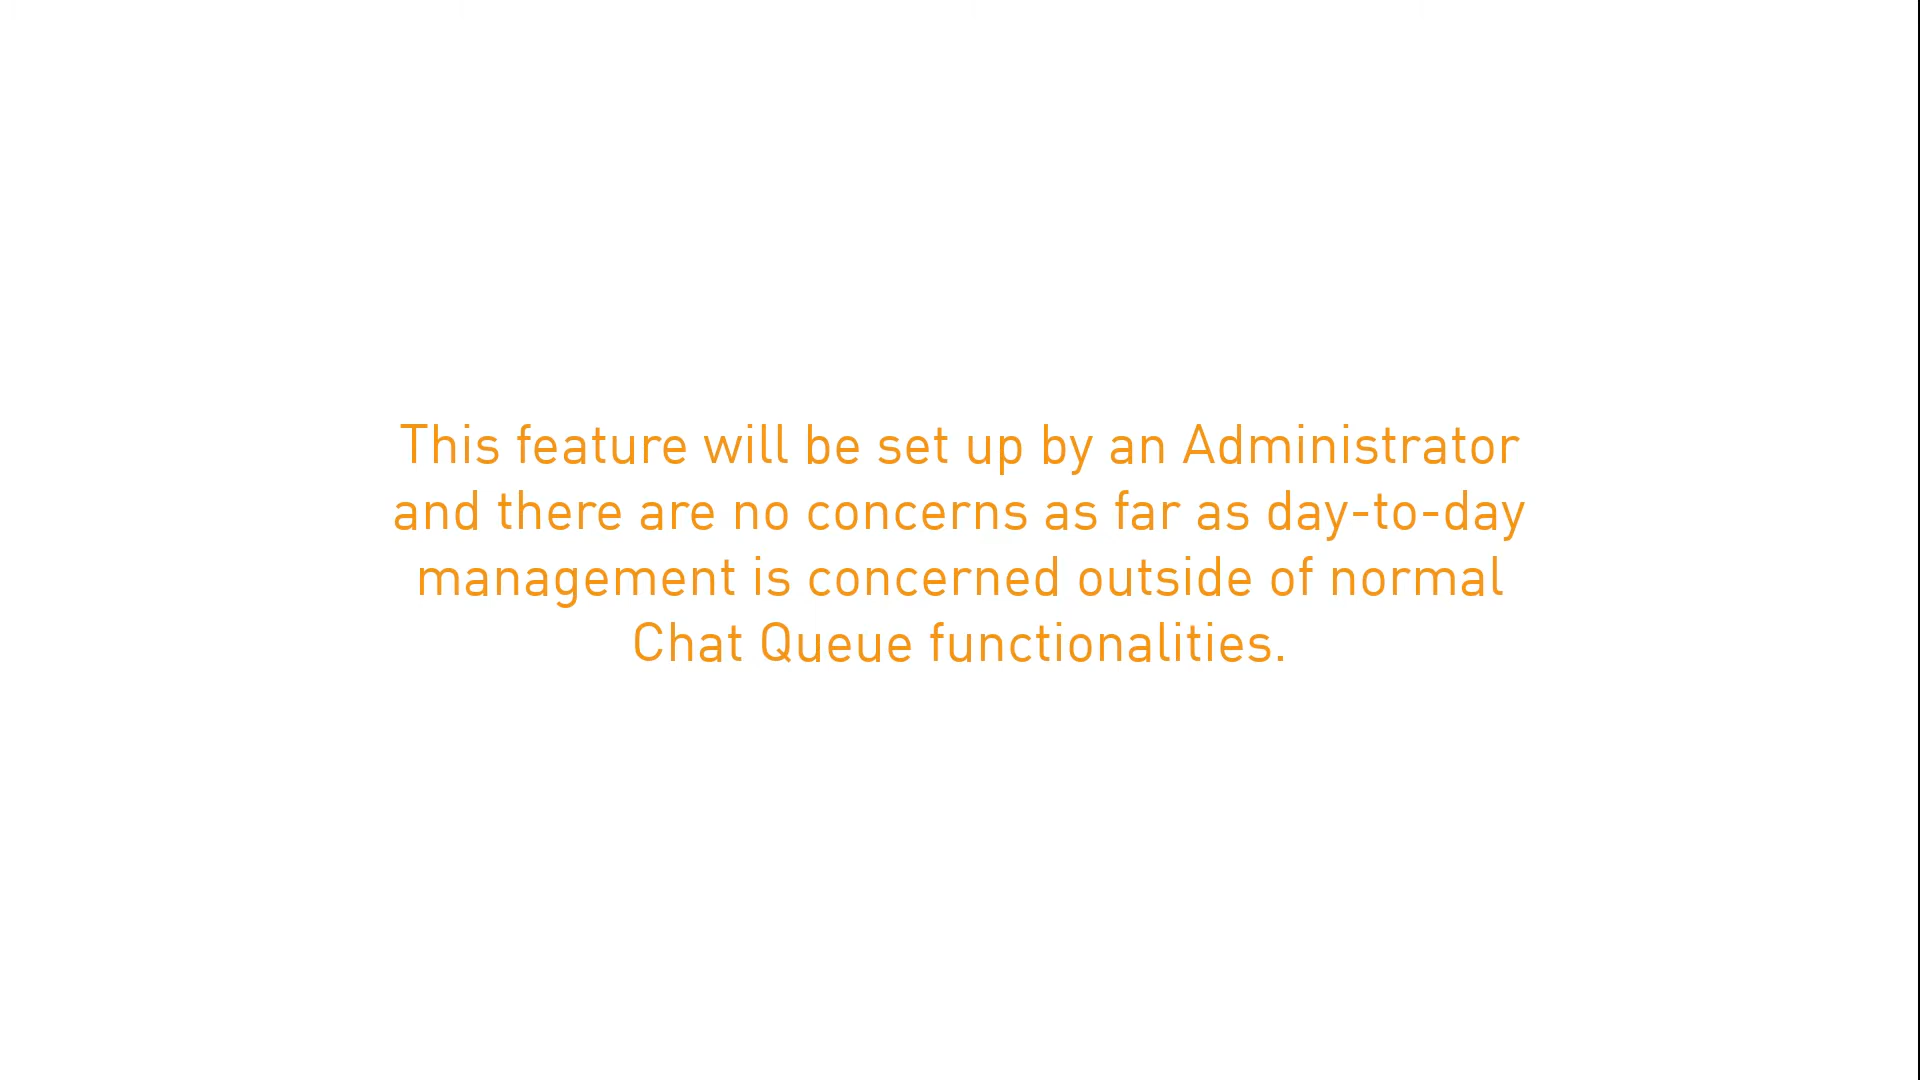 This feature will be set up by an Administrator
and there are no concerns as far as day-to-day
management is concerned outside of normal
Chat Queue functionalities.